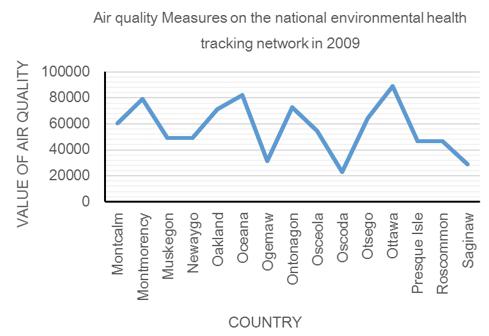 Air quality Measures on the national environmental health
tracking network in 2009
VALUE OF AIR QUALITY
100000
80000
60000
40000
20000
0
Montcalm
Montmorency
Muskegon
Newaygo
Oakland
Oceana
Ogemaw
Ontonagon
Osceola
Oscoda
Otsego
Ottawa
Presque Isle
Roscommon
Saginaw
COUNTRY